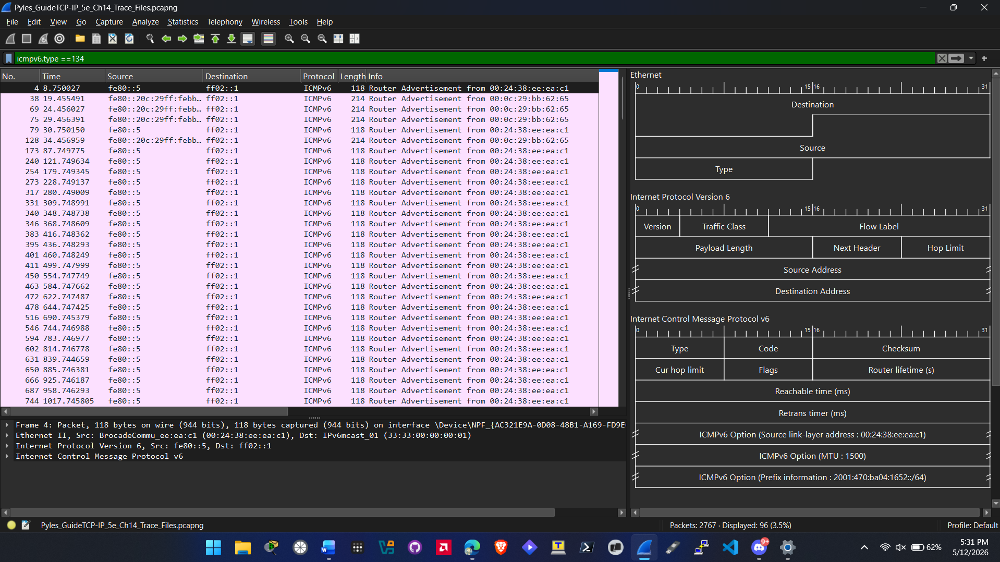 Pyles_GuideTCP-IP_5e_Ch14_Trace_Files.pcapng
File Edit View Go Capture Analyze Statistics Telephony Wireless Tools Help
icmpv6.type ==134
No. Time Source Destination Protocol Length Info
4 8.750027 fe80::5 ff02::1 ICMPv6 118 Router Advertisement from 00:24:38:ee:ea:c1
38 19.455491 fe80::20c:29ff:febb… ff02::1 ICMPv6 214 Router Advertisement from 00:0c:29:bb:62:65
69 24.456027 fe80::20c:29ff:febb… ff02::1 ICMPv6 214 Router Advertisement from 00:0c:29:bb:62:65
75 29.456391 fe80::20c:29ff:febb… ff02::1 ICMPv6 214 Router Advertisement from 00:0c:29:bb:62:65
79 30.750150 fe80::5 ff02::1 ICMPv6 118 Router Advertisement from 00:24:38:ee:ea:c1
128 34.456959 fe80::20c:29ff:febb… ff02::1 ICMPv6 214 Router Advertisement from 00:0c:29:bb:62:65
173 87.749775 fe80::5 ff02::1 ICMPv6 118 Router Advertisement from 00:24:38:ee:ea:c1
240 121.749634 fe80::5 ff02::1 ICMPv6 118 Router Advertisement from 00:24:38:ee:ea:c1
254 179.749345 fe80::5 ff02::1 ICMPv6 118 Router Advertisement from 00:24:38:ee:ea:c1
273 228.749137 fe80::5 ff02::1 ICMPv6 118 Router Advertisement from 00:24:38:ee:ea:c1
317 280.749009 fe80::5 ff02::1 ICMPv6 118 Router Advertisement from 00:24:38:ee:ea:c1
331 309.748991 fe80::5 ff02::1 ICMPv6 118 Router Advertisement from 00:24:38:ee:ea:c1
340 348.748738 fe80::5 ff02::1 ICMPv6 118 Router Advertisement from 00:24:38:ee:ea:c1
346 368.748609 fe80::5 ff02::1 ICMPv6 118 Router Advertisement from 00:24:38:ee:ea:c1
383 416.748362 fe80::5 ff02::1 ICMPv6 118 Router Advertisement from 00:24:38:ee:ea:c1
395 436.748293 fe80::5 ff02::1 ICMPv6 118 Router Advertisement from 00:24:38:ee:ea:c1
401 460.748249 fe80::5 ff02::1 ICMPv6 118 Router Advertisement from 00:24:38:ee:ea:c1
411 499.747999 fe80::5 ff02::1 ICMPv6 118 Router Advertisement from 00:24:38:ee:ea:c1
450 554.747749 fe80::5 ff02::1 ICMPv6 118 Router Advertisement from 00:24:38:ee:ea:c1
463 584.747662 fe80::5 ff02::1 ICMPv6 118 Router Advertisement from 00:24:38:ee:ea:c1
472 622.747487 fe80::5 ff02::1 ICMPv6 118 Router Advertisement from 00:24:38:ee:ea:c1
478 644.747425 fe80::5 ff02::1 ICMPv6 118 Router Advertisement from 00:24:38:ee:ea:c1
516 690.745379 fe80::5 ff02::1 ICMPv6 118 Router Advertisement from 00:24:38:ee:ea:c1
546 744.746988 fe80::5 ff02::1 ICMPv6 118 Router Advertisement from 00:24:38:ee:ea:c1
594 783.746977 fe80::5 ff02::1 ICMPv6 118 Router Advertisement from 00:24:38:ee:ea:c1
602 814.746778 fe80::5 ff02::1 ICMPv6 118 Router Advertisement from 00:24:38:ee:ea:c1
631 839.744659 fe80::5 ff02::1 ICMPv6 118 Router Advertisement from 00:24:38:ee:ea:c1
650 885.746381 fe80::5 ff02::1 ICMPv6 118 Router Advertisement from 00:24:38:ee:ea:c1
666 925.746187 fe80::5 ff02::1 ICMPv6 118 Router Advertisement from 00:24:38:ee:ea:c1
687 958.746293 fe80::5 ff02::1 ICMPv6 118 Router Advertisement from 00:24:38:ee:ea:c1
744 1017.745805 fe80::5 ff02::1 ICMPv6 118 Router Advertisement from 00:24:38:ee:ea:c1
Frame 4: Packet, 118 bytes on wire (944 bits), 118 bytes captured (944 bits) on interface \Device\NPF_{AC321E9A-0D08-48B1-A169-FD9E
Ethernet II, Src: BrocadeCommu_ee:ea:c1 (00:24:38:ee:ea:c1), Dst: IPv6mcast_01 (33:33:00:00:00:01)
Internet Protocol Version 6, Src: fe80::5, Dst: ff02::1
Internet Control Message Protocol v6
Ethernet
0 15 16 31
Destination
Source
Type
Internet Protocol Version 6
0 15 16 31
Version Traffic Class Flow Label
Payload Length Next Header Hop Limit
Source Address
Destination Address
Internet Control Message Protocol v6
0 15 16 31
Type Code Checksum
Cur hop limit Flags Router lifetime (s)
Reachable time (ms)
Retrans timer (ms)
ICMPv6 Option (Source link-layer address : 00:24:38:ee:ea:c1)
ICMPv6 Option (MTU : 1500)
ICMPv6 Option (Prefix information : 2001:470:ba04:1652::/64)
Pyles_GuideTCP-IP_5e_Ch14_Trace_Files.pcapng
Packets: 2767 · Displayed: 96 (3.5%)
Profile: Default
9+
62%
5:31 PM
5/12/2026